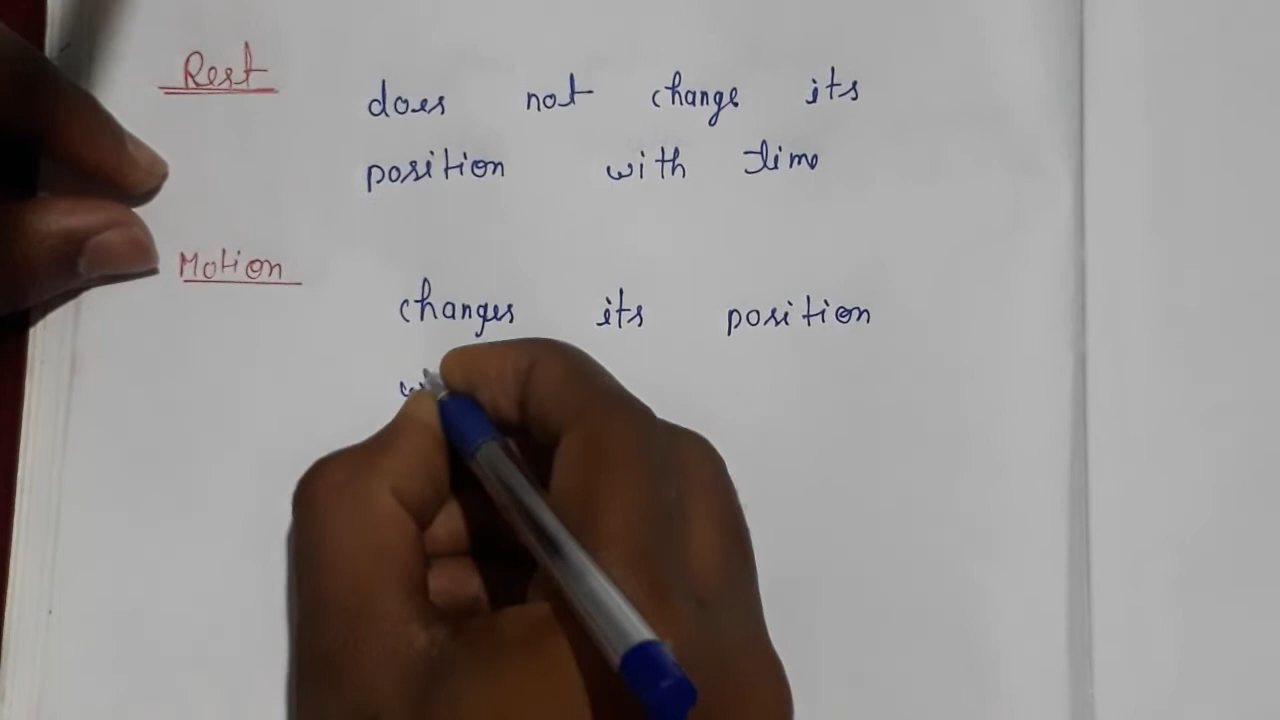 Rest
does not change its
position with time
Motion
changes its position